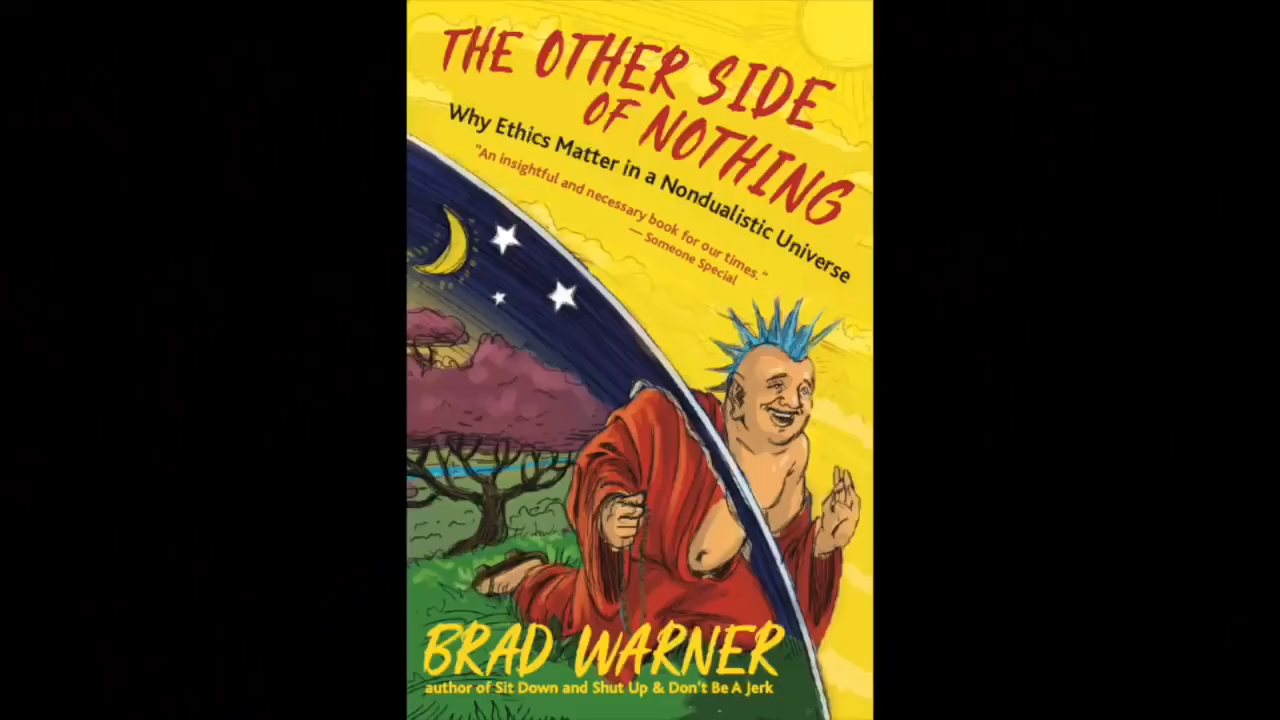 THE OTHER SIDE
OF NOTHING
Why Ethics Matter in a Nondualistic Universe
"An insightful and necessary book for our times."
— Someone Special
BRAD WARNER
author of Sit Down and Shut Up & Don't Be A Jerk